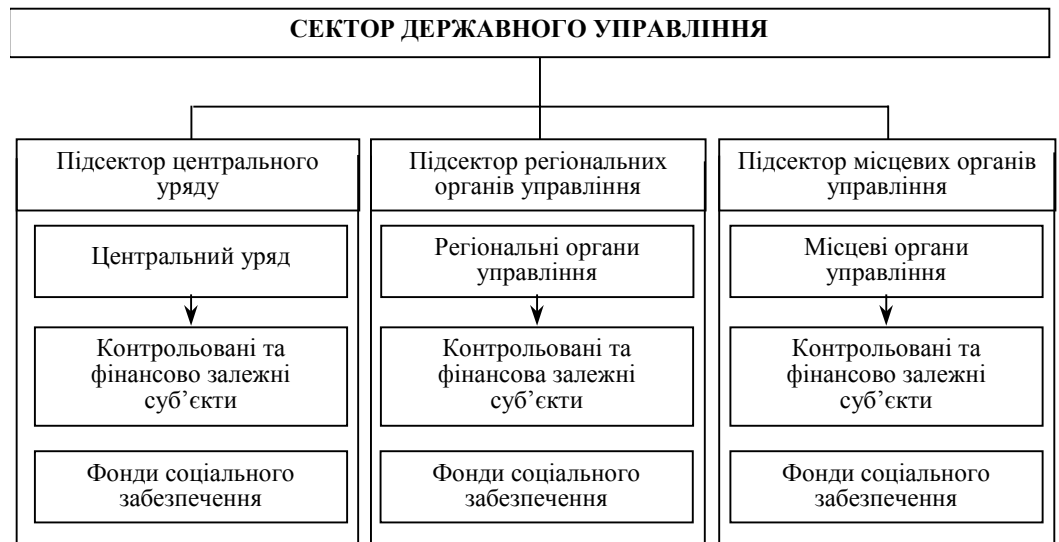 СЕКТОР ДЕРЖАВНОГО УПРАВЛІННЯ
Підсектор центрального
уряду
Центральний уряд
Контрольовані та
фінансово залежні
суб’єкти
Фонди соціального
забезпечення
Підсектор регіональних
органів управління
Регіональні органи
управління
Контрольовані та
фінансова залежні
суб’єкти
Фонди соціального
забезпечення
Підсектор місцевих органів
управління
Місцеві органи
управління
Контрольовані та
фінансово залежні
суб’єкти
Фонди соціального
забезпечення